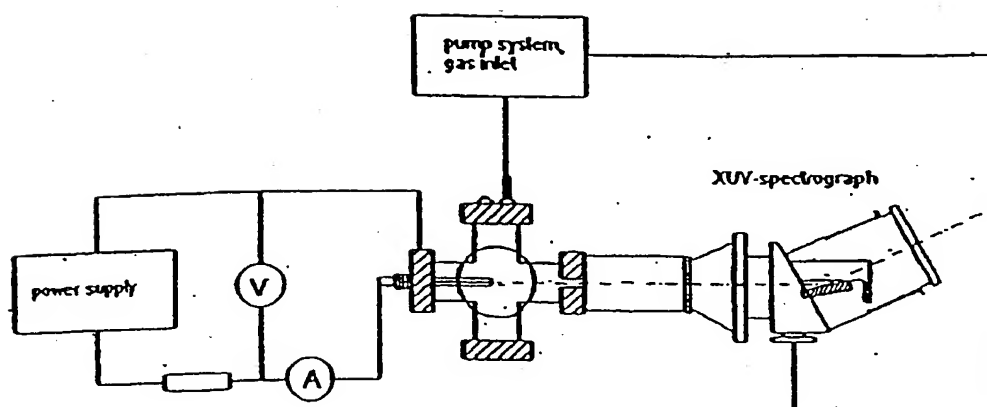 pump system,
gas inlet
XUV-spectrograph
power supply
V
A